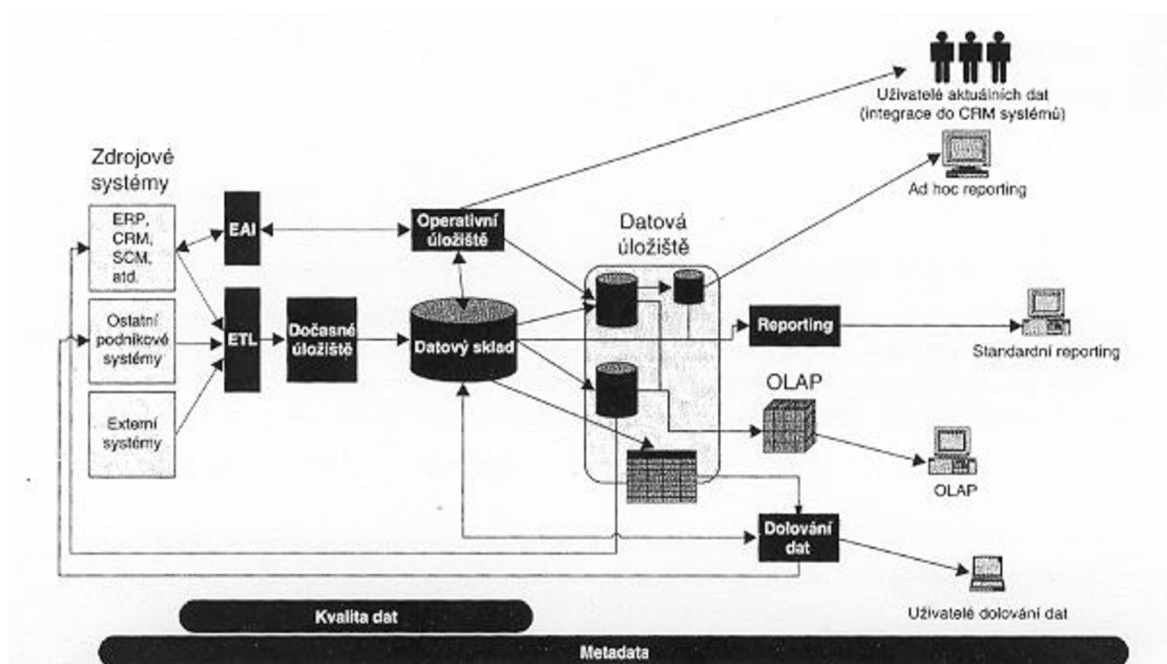 Uživatelé aktuálních dat
(integrace do CRM systémů)
Ad hoc reporting
Zdrojové
systémy
ERP,
CRM,
SCM,
atd.
EAI
Operativní
úložiště
Datová
úložiště
Ostatní
podnikové
systémy
ETL
Dočasné
úložiště
Datový sklad
Reporting
Standardní reporting
OLAP
Externí
systémy
OLAP
Dolování
dat
Uživatelé dolování dat
Kvalita dat
Metadata